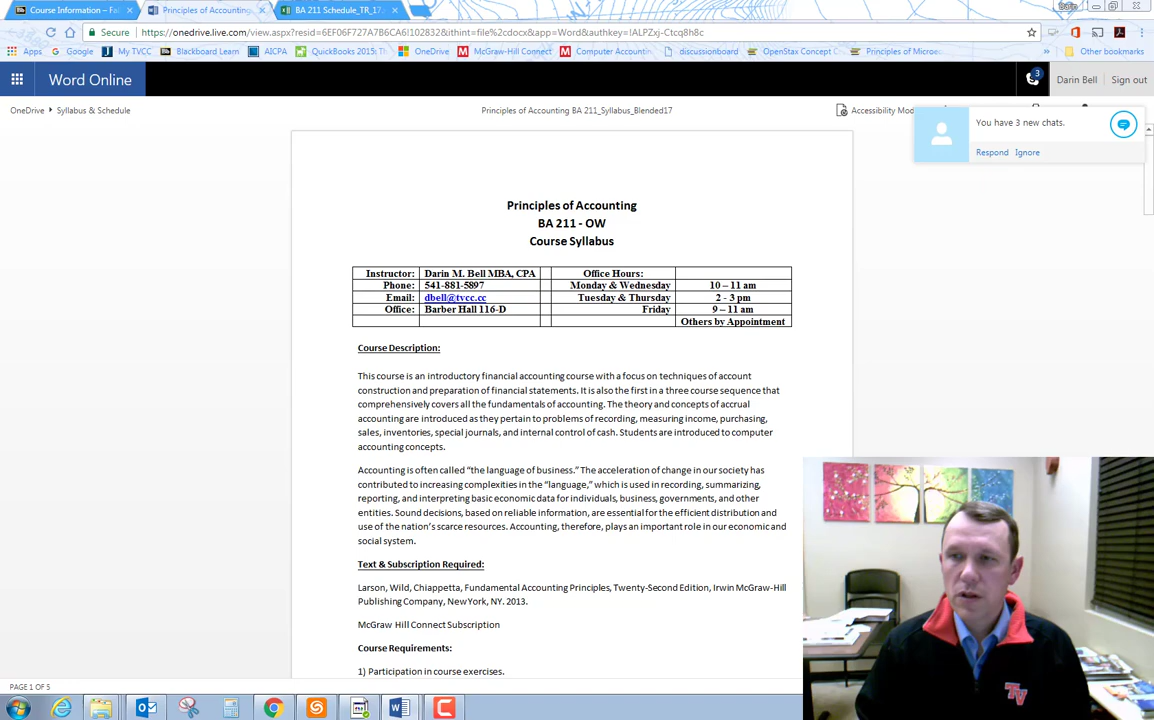 Course Information – Fa
Principles of Accounting
BA 211 Schedule_TR_17
Secure https://onedrive.live.com/view.aspx?resid=6EF06F727A7B6CA6!102832&ithint=file%2cdocx&app=Word&authkey=!ALPZxj-Ctcq8h8c
Apps Google My TVCC Blackboard Learn AICPA QuickBooks 2015: Th OneDrive McGraw-Hill Connect Computer Accounting discussionboard OpenStax Concept C Principles of Microe » Other bookmarks
Word Online 3 Darin Bell Sign out
OneDrive Syllabus & Schedule Principles of Accounting BA 211_Syllabus_Blended17 Accessibility Mod
You have 3 new chats.
Respond Ignore
Principles of Accounting
BA 211 - OW
Course Syllabus
Instructor: Darin M. Bell MBA, CPA Office Hours:
Phone: 541-881-5897 Monday & Wednesday 10 – 11 am
Email: dbell@tvcc.cc Tuesday & Thursday 2 - 3 pm
Office: Barber Hall 116-D Friday 9 – 11 am
Others by Appointment
Course Description:
This course is an introductory financial accounting course with a focus on techniques of account
construction and preparation of financial statements. It is also the first in a three course sequence that
comprehensively covers all the fundamentals of accounting. The theory and concepts of accrual
accounting are introduced as they pertain to problems of recording, measuring income, purchasing,
sales, inventories, special journals, and internal control of cash. Students are introduced to computer
accounting concepts.
Accounting is often called “the language of business.” The acceleration of change in our society has
contributed to increasing complexities in the “language,” which is used in recording, summarizing,
reporting, and interpreting basic economic data for individuals, business, governments, and other
entities. Sound decisions, based on reliable information, are essential for the efficient distribution and
use of the nation’s scarce resources. Accounting, therefore, plays an important role in our economic and
social system.
Text & Subscription Required:
Larson, Wild, Chiappetta, Fundamental Accounting Principles, Twenty-Second Edition, Irwin McGraw-Hill
Publishing Company, New York, NY. 2013.
McGraw Hill Connect Subscription
Course Requirements:
1) Participation in course exercises.
TV
PAGE 1 OF 5